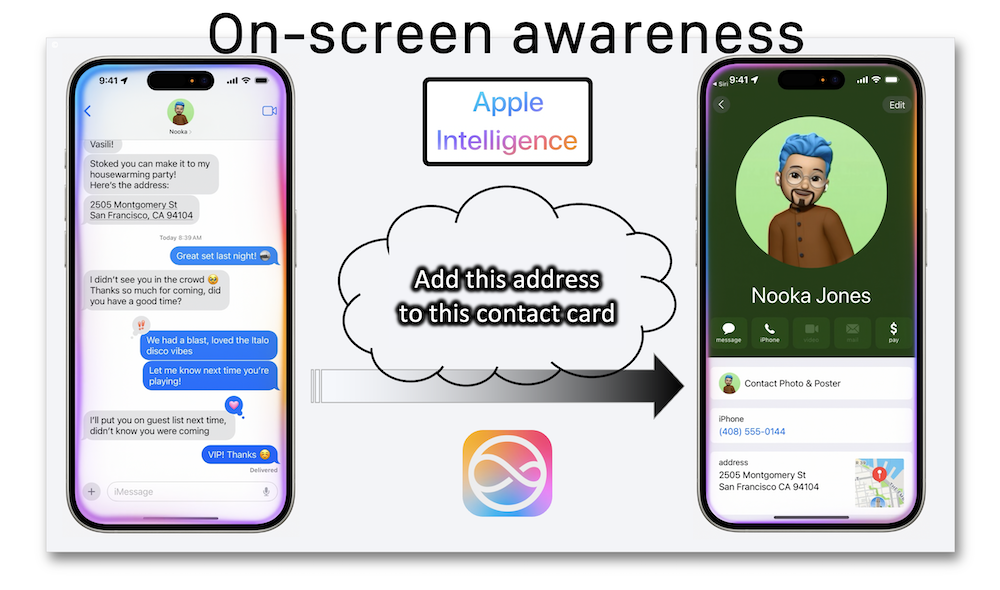 On-screen awareness
9:41
Nooka
Vasili!
Stoked you can make it to my
housewarming party!
Here's the address:
2505 Montgomery St
San Francisco, CA 94104
Today 8:39 AM
Great set last night!
I didn't see you in the crowd
Thanks so much for coming, did
you have a good time?
We had a blast, loved the Italo
disco vibes
Let me know next time you're
playing!
I'll put you on guest list next time,
didn't know you were coming
VIP! Thanks
Delivered
iMessage
Apple
Intelligence
Add this address
to this contact card
Siri
9:41
Edit
Nooka Jones
message
iPhone
video
mail
pay
Contact Photo & Poster
iPhone
(408) 555-0144
address
2505 Montgomery St
San Francisco CA 94104